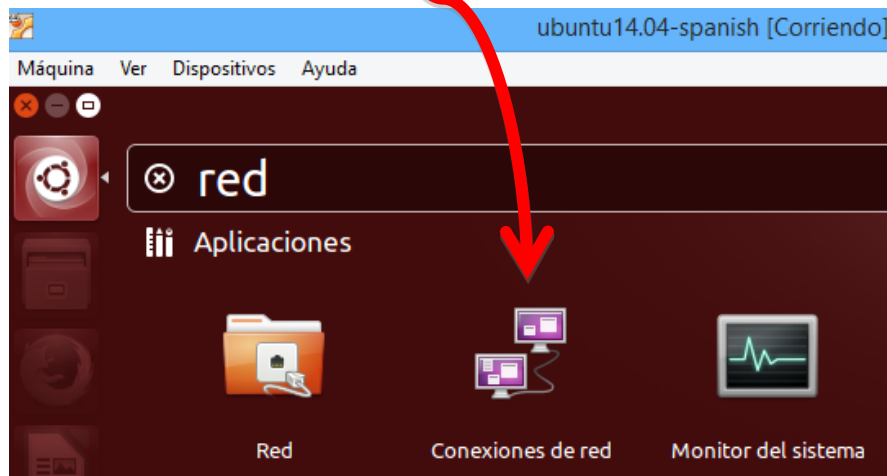 ubuntu14.04-spanish [Corriendo]
Máquina Ver Dispositivos Ayuda
red
Aplicaciones
Red Conexiones de red Monitor del sistema